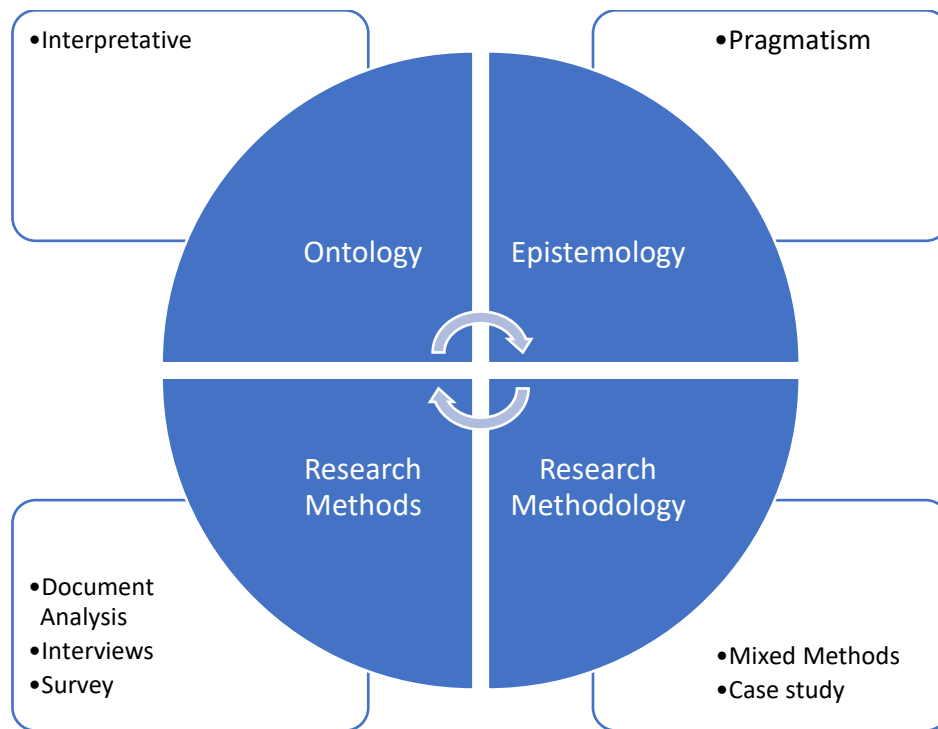 •Interpretative
•Pragmatism
Ontology
Epistemology
Research
Methods
Research
Methodology
•Document
Analysis
•Interviews
•Survey
•Mixed Methods
•Case study